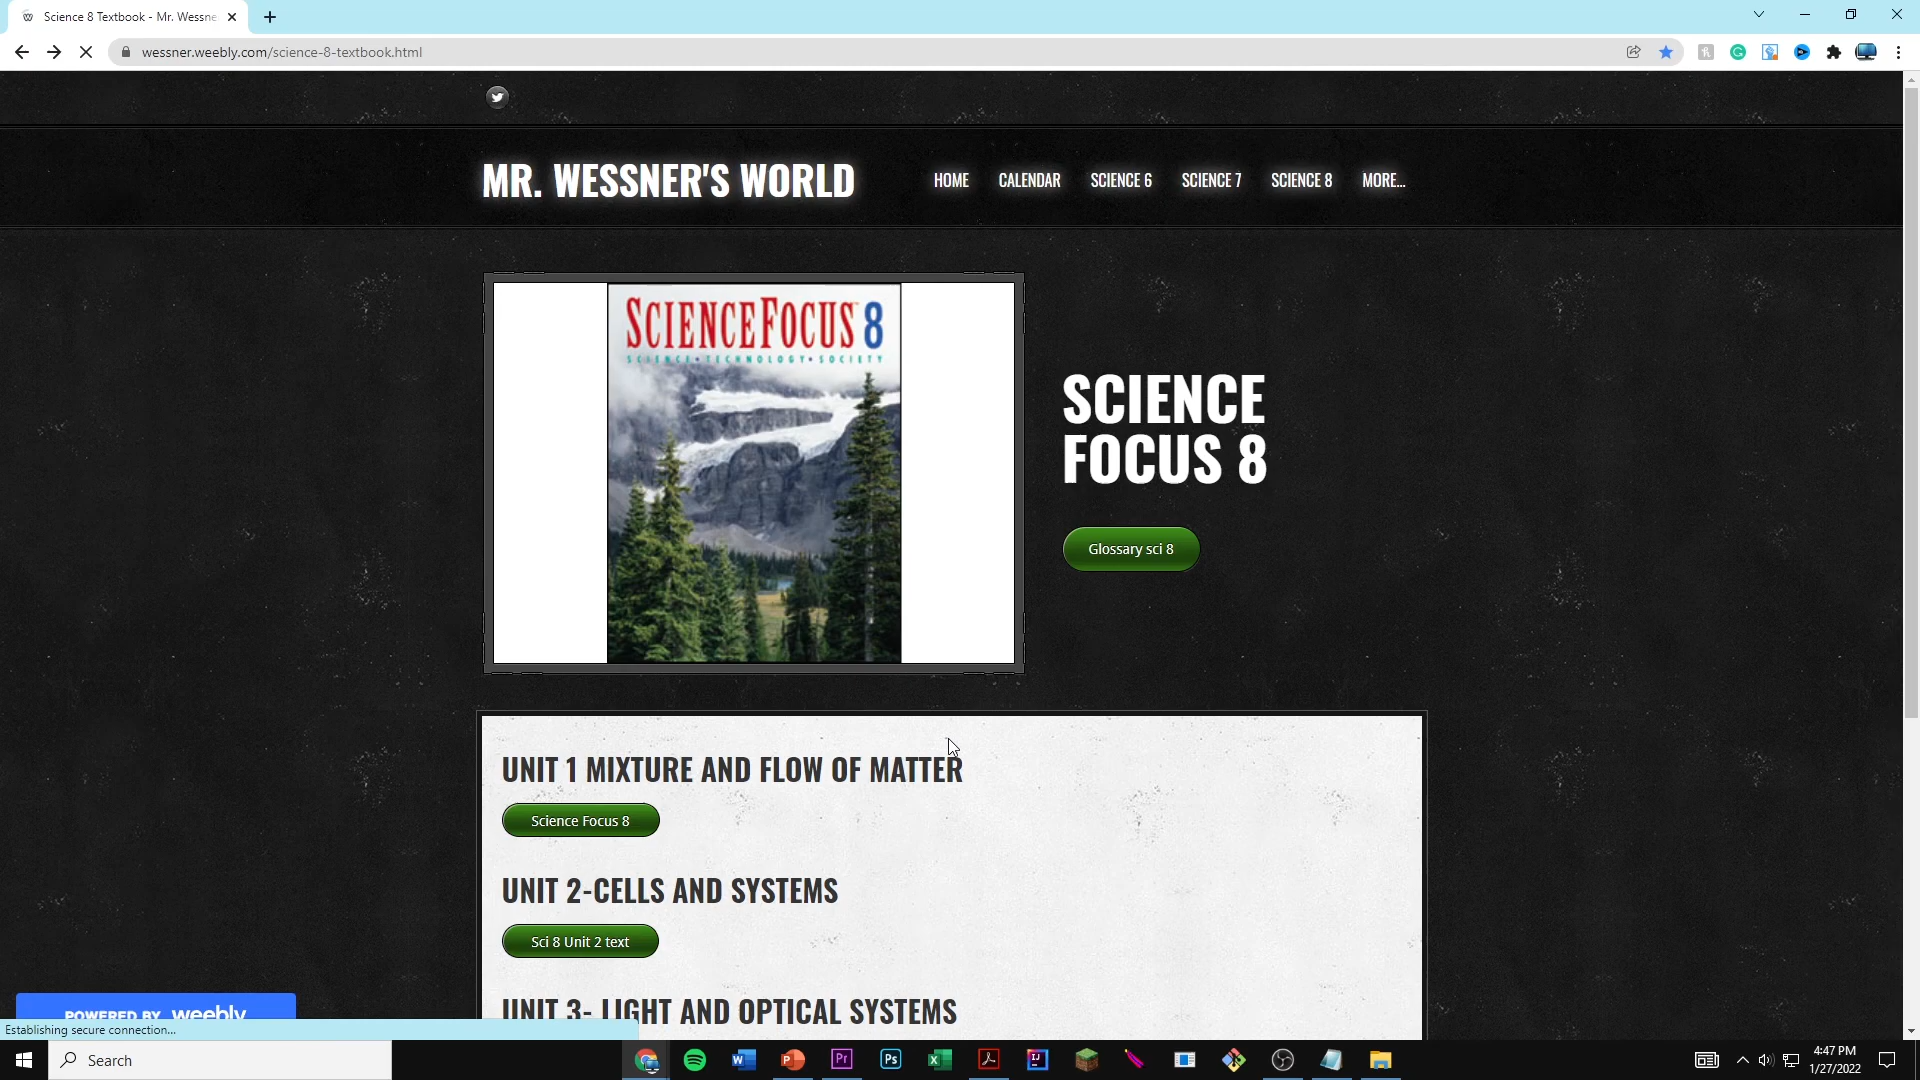 Science 8 Textbook - Mr. Wessne
wessner.weebly.com/science-8-textbook.html
MR. WESSNER'S WORLD
HOME
CALENDAR
SCIENCE 6
SCIENCE 7
SCIENCE 8
MORE...
SCIENCEFOCUS 8
SCIENCE • TECHNOLOGY • SOCIETY
SCIENCE
FOCUS 8
Glossary sci 8
UNIT 1 MIXTURE AND FLOW OF MATTER
Science Focus 8
UNIT 2-CELLS AND SYSTEMS
Sci 8 Unit 2 text
UNIT 3- LIGHT AND OPTICAL SYSTEMS
POWERED BY weebly
Establishing secure connection...
Search
Pr
Ps
IJ
4:47 PM
1/27/2022